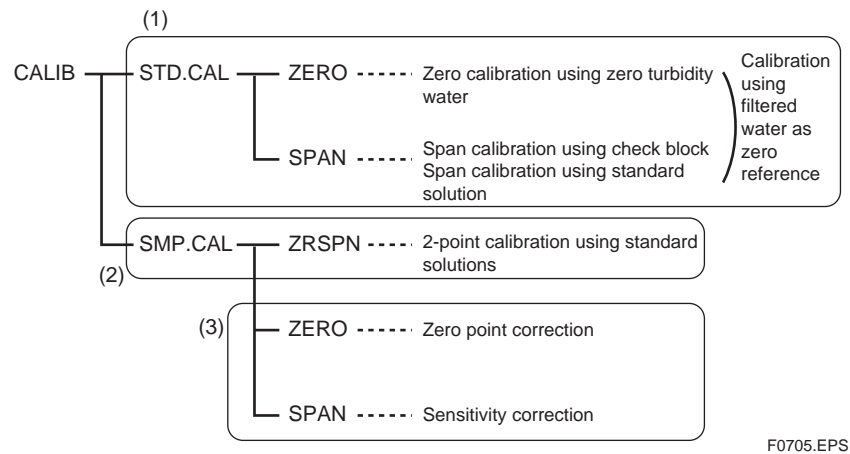 (1)
CALIB
STD.CAL
ZERO
Zero calibration using zero turbidity
water
Calibration
using
filtered
water as
zero
reference
SPAN
Span calibration using check block
Span calibration using standard
solution
(2)
SMP.CAL
ZRSPN
2-point calibration using standard
solutions
(3)
ZERO
Zero point correction
SPAN
Sensitivity correction
F0705.EPS